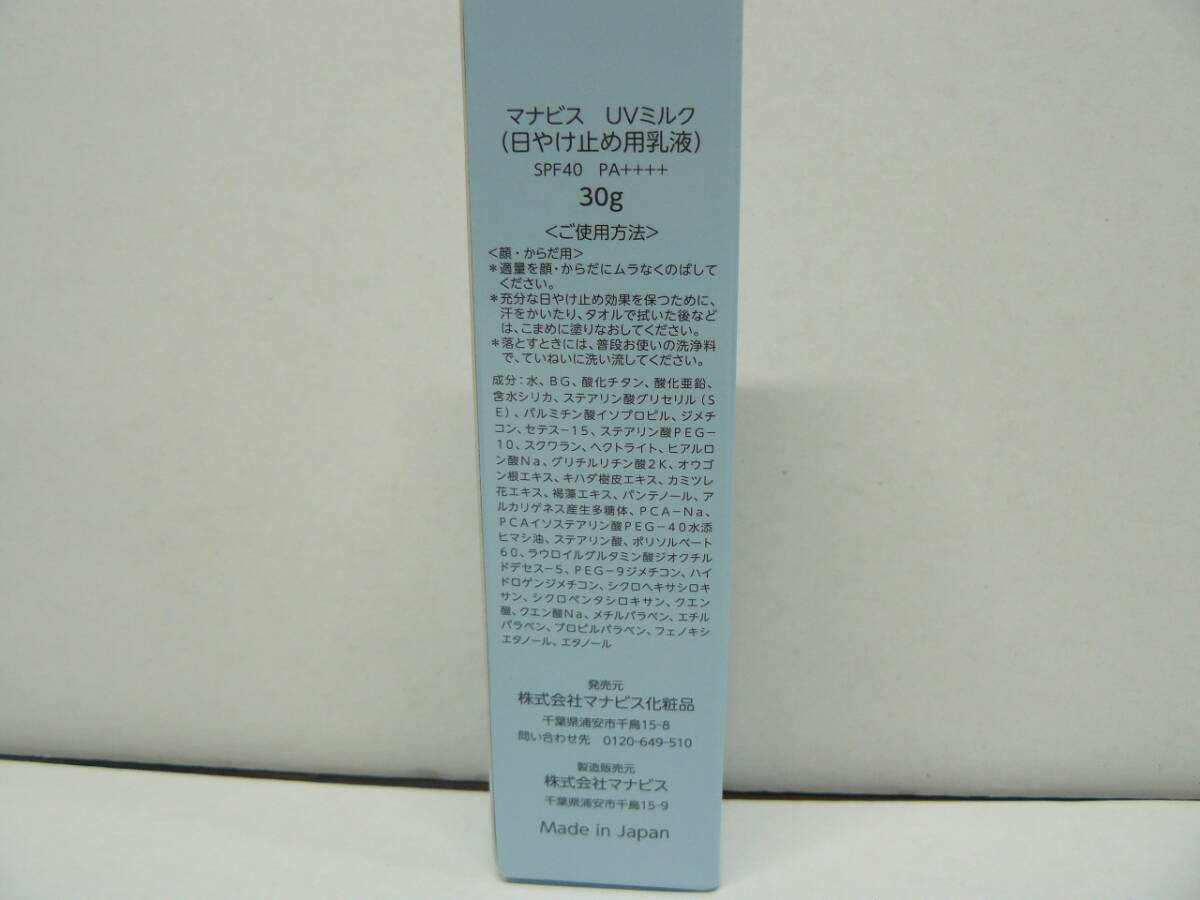 マナビス　UVミルク
(日やけ止め用乳液)
SPF40　PA++++
30g
＜ご使用方法＞
＜顔・からだ用＞
＊適量を顔・からだにムラなくのばして
ください。
＊充分な日やけ止め効果を保つために、
汗をかいたり、タオルで拭いた後など
は、こまめに塗りなおしてください。
＊落とすときには、普段お使いの洗浄料
で、ていねいに洗い流してください。
成分：水、BG、酸化チタン、酸化亜鉛、
含水シリカ、ステアリン酸グリセリル（S
E）、パルミチン酸イソプロピル、ジメチ
コン、セテス－15、ステアリン酸PEG－
10、スクワラン、ヘクトライト、ヒアルロ
ン酸Na、グリチルリチン酸2K、オウゴ
ン根エキス、キハダ樹皮エキス、カミツレ
花エキス、褐藻エキス、パンテノール、ア
ルカリゲネス産生多糖体、PCA－Na、
PCAイソステアリン酸PEG－40水添
ヒマシ油、ステアリン酸、ポリソルベート
60、ラウロイルグルタミン酸ジオクチル
ドデセス－5、PEG－9ジメチコン、ハイ
ドロゲンジメチコン、シクロヘキサシロキ
サン、シクロペンタシロキサン、クエン
酸、クエン酸Na、メチルパラベン、エチル
パラベン、プロピルパラベン、フェノキシ
エタノール、エタノール
発売元
株式会社マナビス化粧品
千葉県浦安市千鳥15-8
問い合わせ先　0120-649-510
製造販売元
株式会社マナビス
千葉県浦安市千鳥15-9
Made in Japan